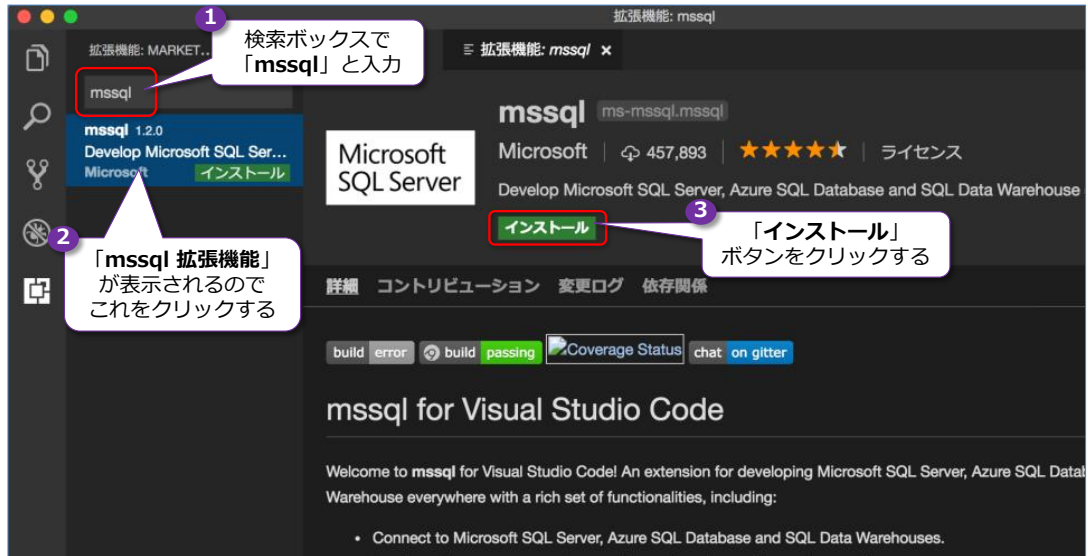 拡張機能: mssql
1
検索ボックスで
「mssql」と入力
拡張機能: MARKET...
拡張機能: mssql ×
mssql
mssql 1.2.0
Develop Microsoft SQL Ser...
Microsoft インストール
2
「mssql 拡張機能」
が表示されるので
これをクリックする
Microsoft
SQL Server
mssql ms-mssql.mssql
Microsoft 457,893 ライセンス
Develop Microsoft SQL Server, Azure SQL Database and SQL Data Warehouse
インストール
3
「インストール」
ボタンをクリックする
詳細 コントリビューション 変更ログ 依存関係
build error build passing Coverage Status chat on gitter
mssql for Visual Studio Code
Welcome to mssql for Visual Studio Code! An extension for developing Microsoft SQL Server, Azure SQL Datab
Warehouse everywhere with a rich set of functionalities, including:
• Connect to Microsoft SQL Server, Azure SQL Database and SQL Data Warehouses.